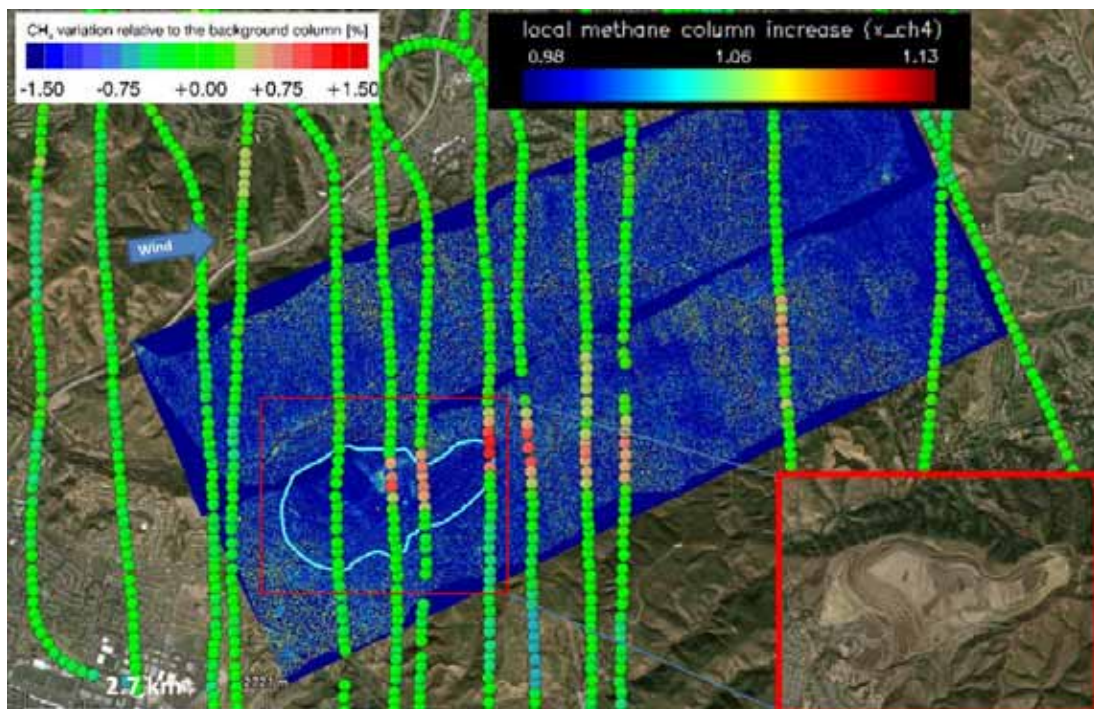 CH₄ variation relative to the background column [%]
-1.50 -0.75 +0.00 +0.75 +1.50
local methane column increase (x_ch4)
0.98 1.06 1.13
Wind
2.7 km